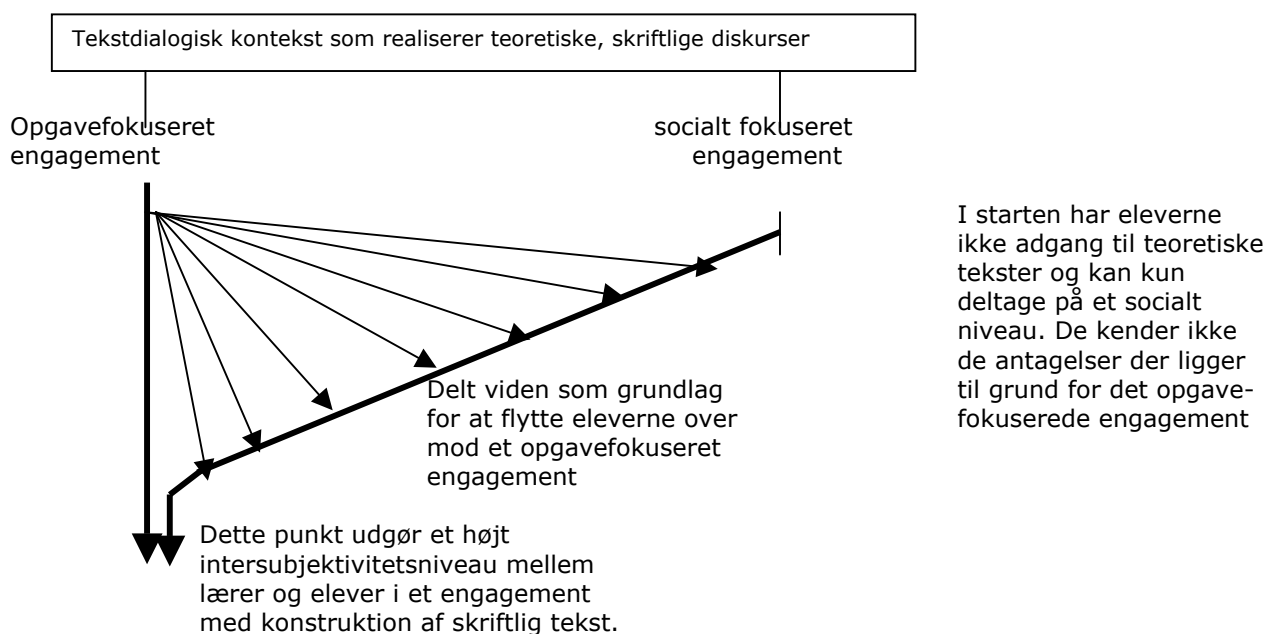 Tekstdialogisk kontekst som realiserer teoretiske, skriftlige diskurser
Opgavefokuseret
engagement
socialt fokuseret
engagement
I starten har eleverne
ikke adgang til teoretiske
tekster og kan kun
deltage på et socialt
niveau. De kender ikke
de antagelser der ligger
til grund for det opgave-
fokuserede engagement
Delt viden som grundlag
for at flytte eleverne over
mod et opgavefokuseret
engagement
Dette punkt udgør et højt
intersubjektivitetsniveau mellem
lærer og elever i et engagement
med konstruktion af skriftlig tekst.